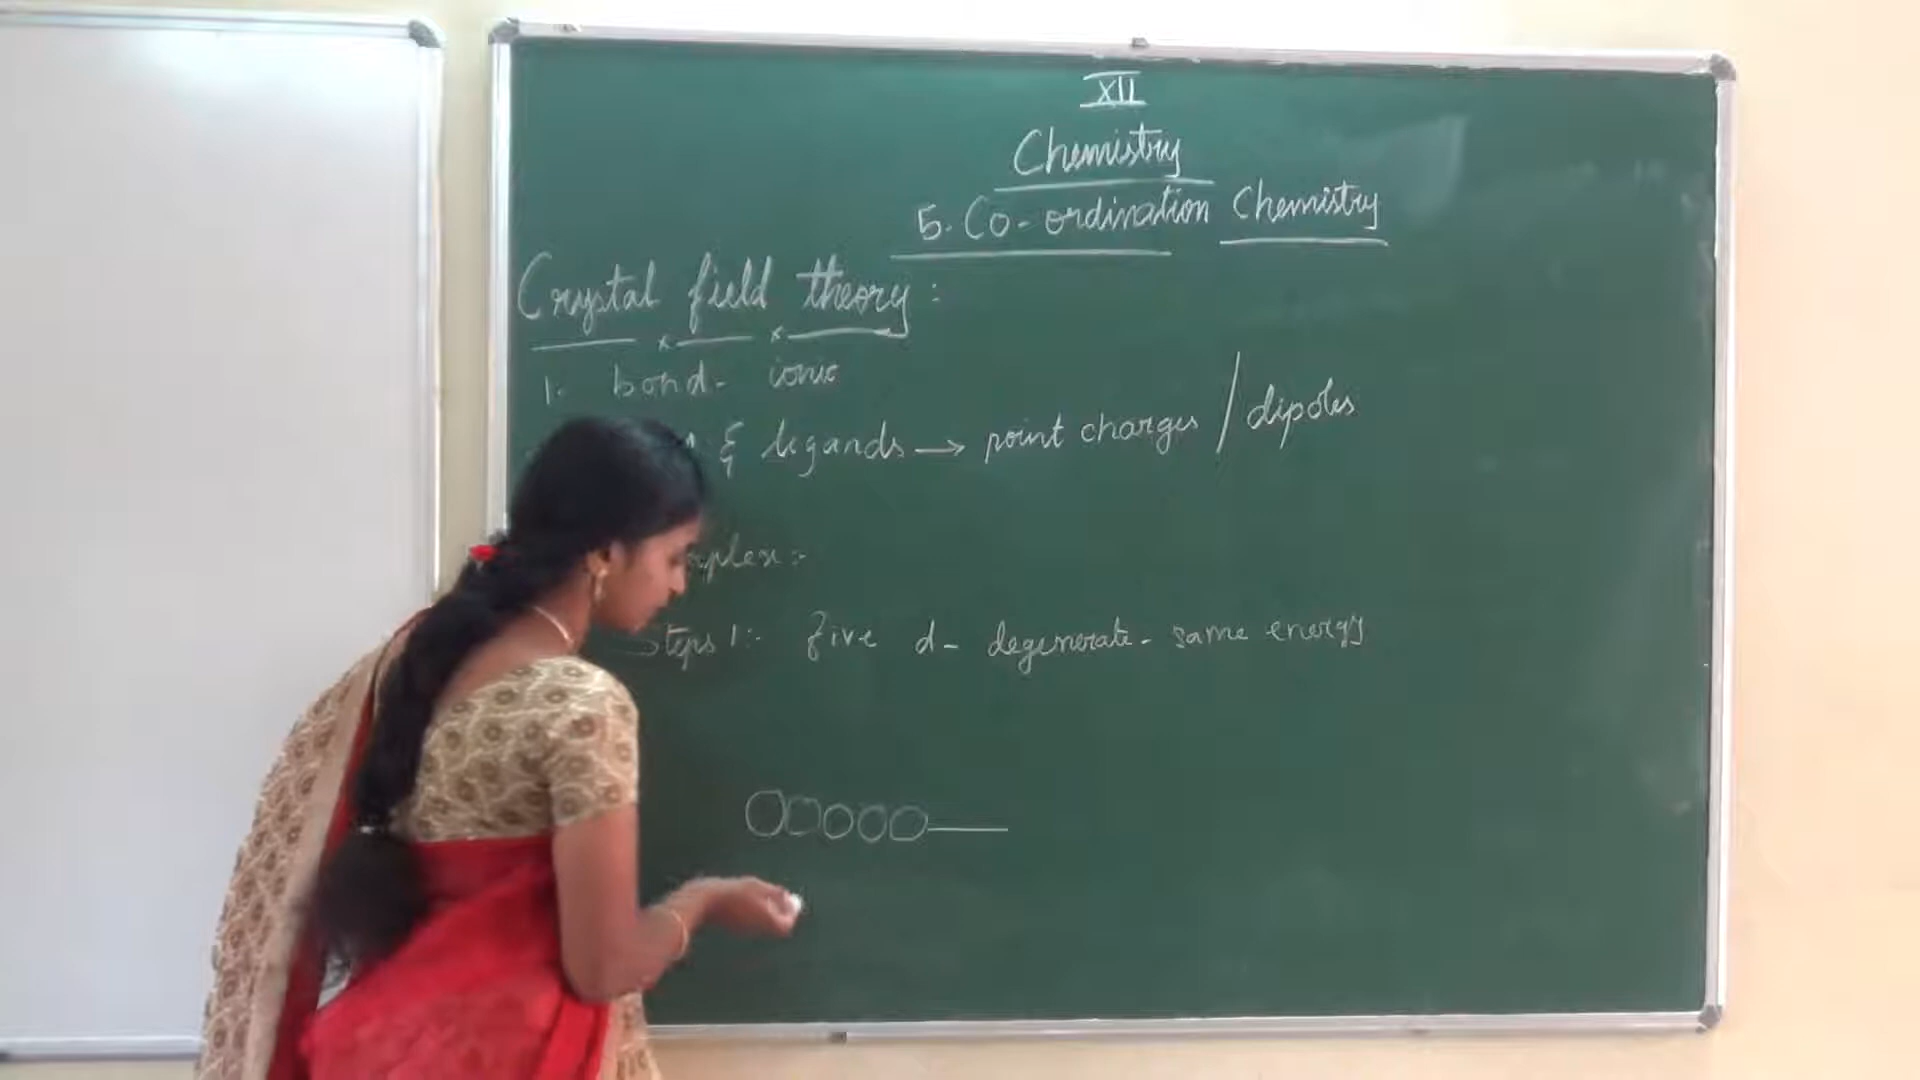 XII
Chemistry
5. Co-ordination Chemistry
Crystal field theory:
1. bond - ionic
& ligands → point charges / dipoles
Steps 1:- five d- degenerate - same energy